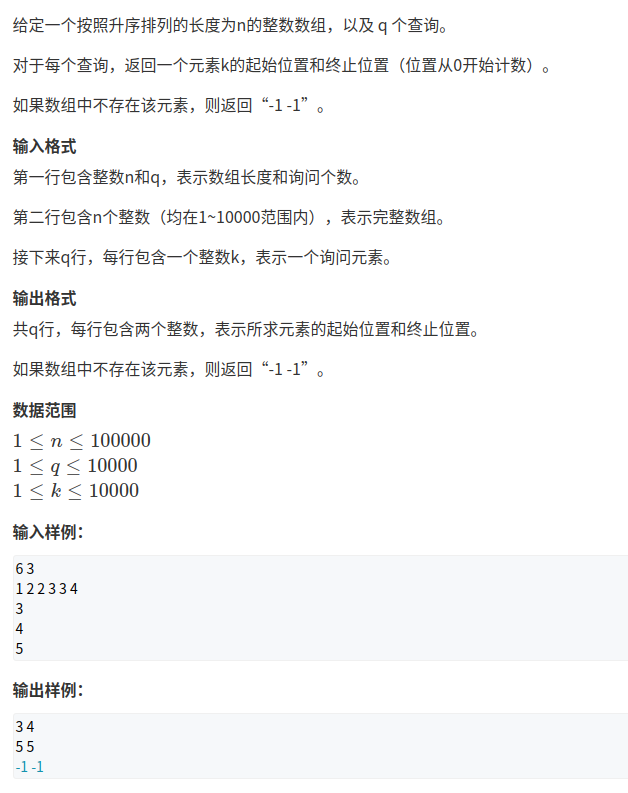 给定一个按照升序排列的长度为n的整数数组，以及 q 个查询。
对于每个查询，返回一个元素k的起始位置和终止位置（位置从0开始计数）。
如果数组中不存在该元素，则返回“-1 -1”。
输入格式
第一行包含整数n和q，表示数组长度和询问个数。
第二行包含n个整数（均在1~10000范围内），表示完整数组。
接下来q行，每行包含一个整数k，表示一个询问元素。
输出格式
共q行，每行包含两个整数，表示所求元素的起始位置和终止位置。
如果数组中不存在该元素，则返回“-1 -1”。
数据范围
1 ≤ n ≤ 100000
1 ≤ q ≤ 10000
1 ≤ k ≤ 10000
输入样例：
6 3
1 2 2 3 3 4
3
4
5
输出样例：
3 4
5 5
-1 -1